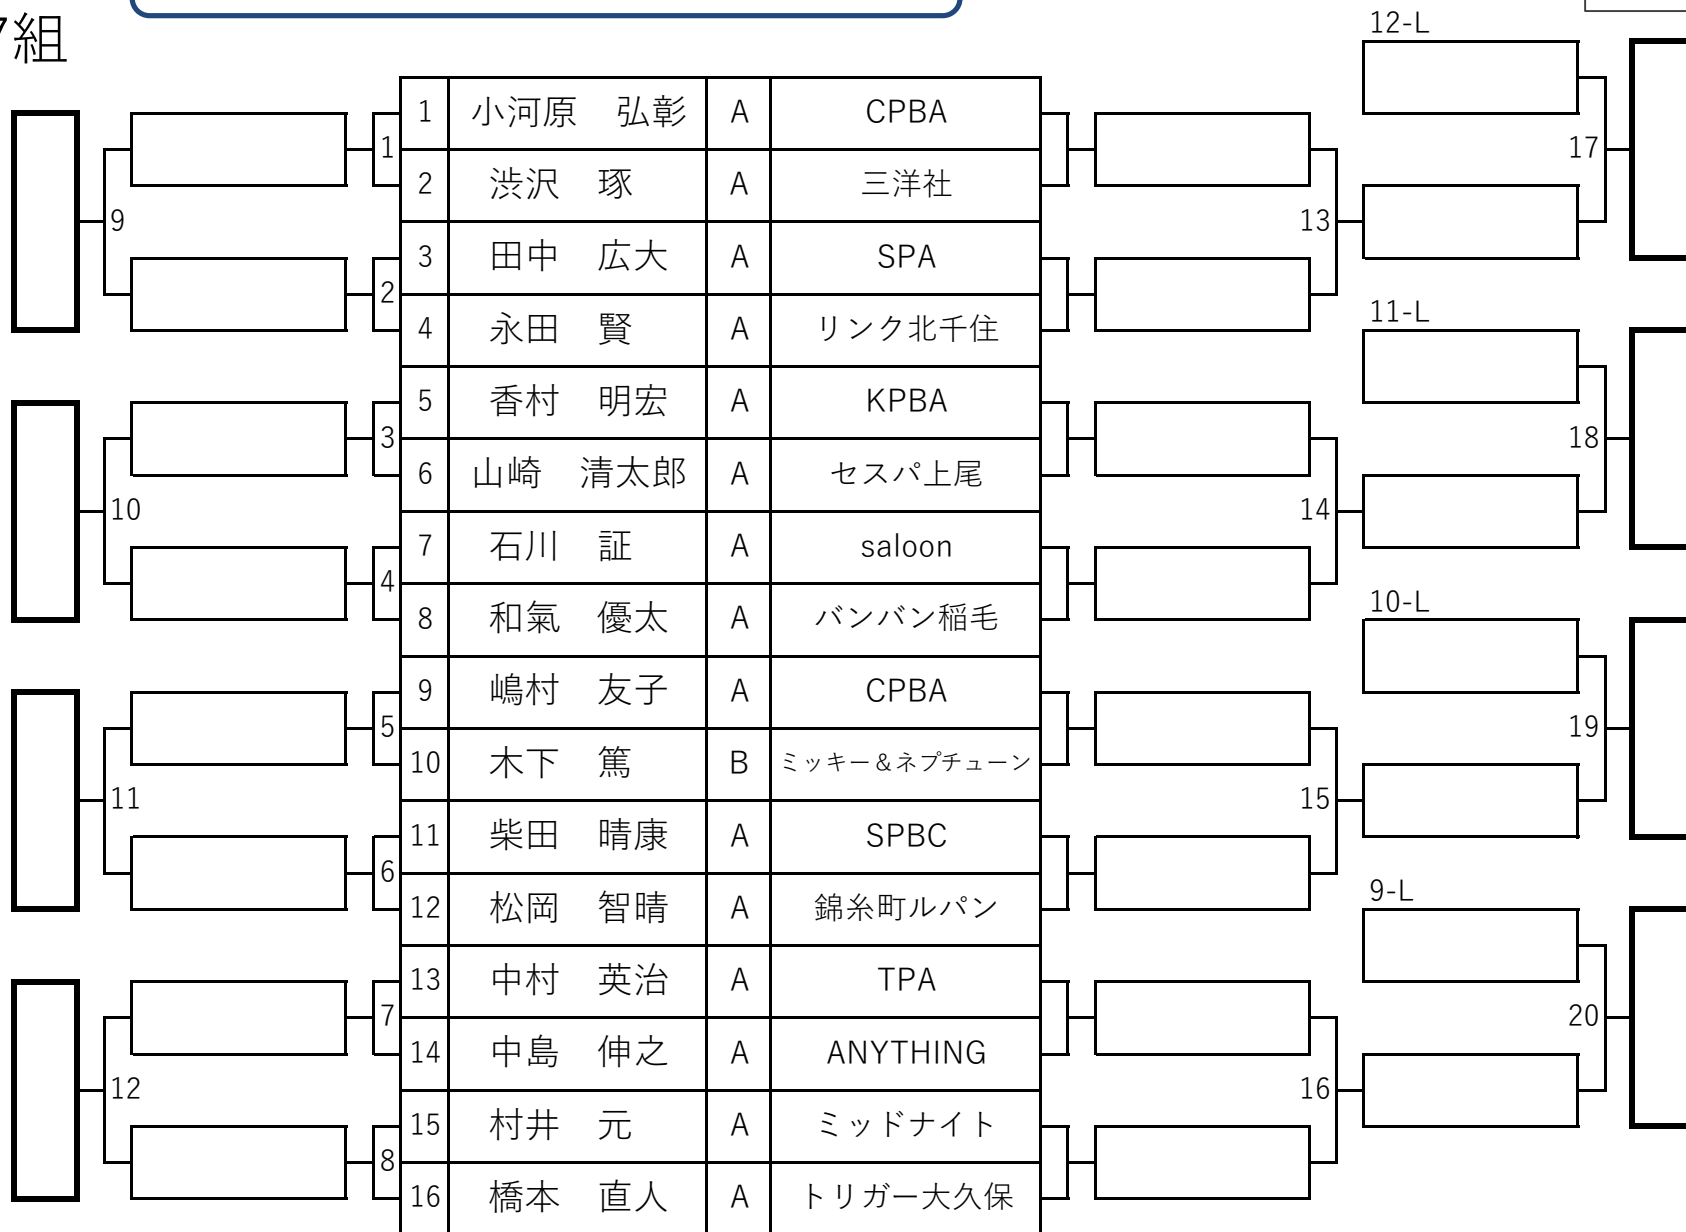 7組
12-L
1 小河原 弘彰 A CPBA
1
17
2 渋沢 琢 A 三洋社
9
13
3 田中 広大 A SPA
2
4 永田 賢 A リンク北千住
11-L
5 香村 明宏 A KPBA
3
18
6 山崎 清太郎 A セスパ上尾
10
14
7 石川 証 A saloon
4
8 和氣 優太 A バンバン稲毛
10-L
9 嶋村 友子 A CPBA
5
19
10 木下 篤 B ミッキー&ネプチューン
11
15
11 柴田 晴康 A SPBC
6
12 松岡 智晴 A 錦糸町ルパン
9-L
13 中村 英治 A TPA
7
20
14 中島 伸之 A ANYTHING
12
16
15 村井 元 A ミッドナイト
8
16 橋本 直人 A トリガー大久保